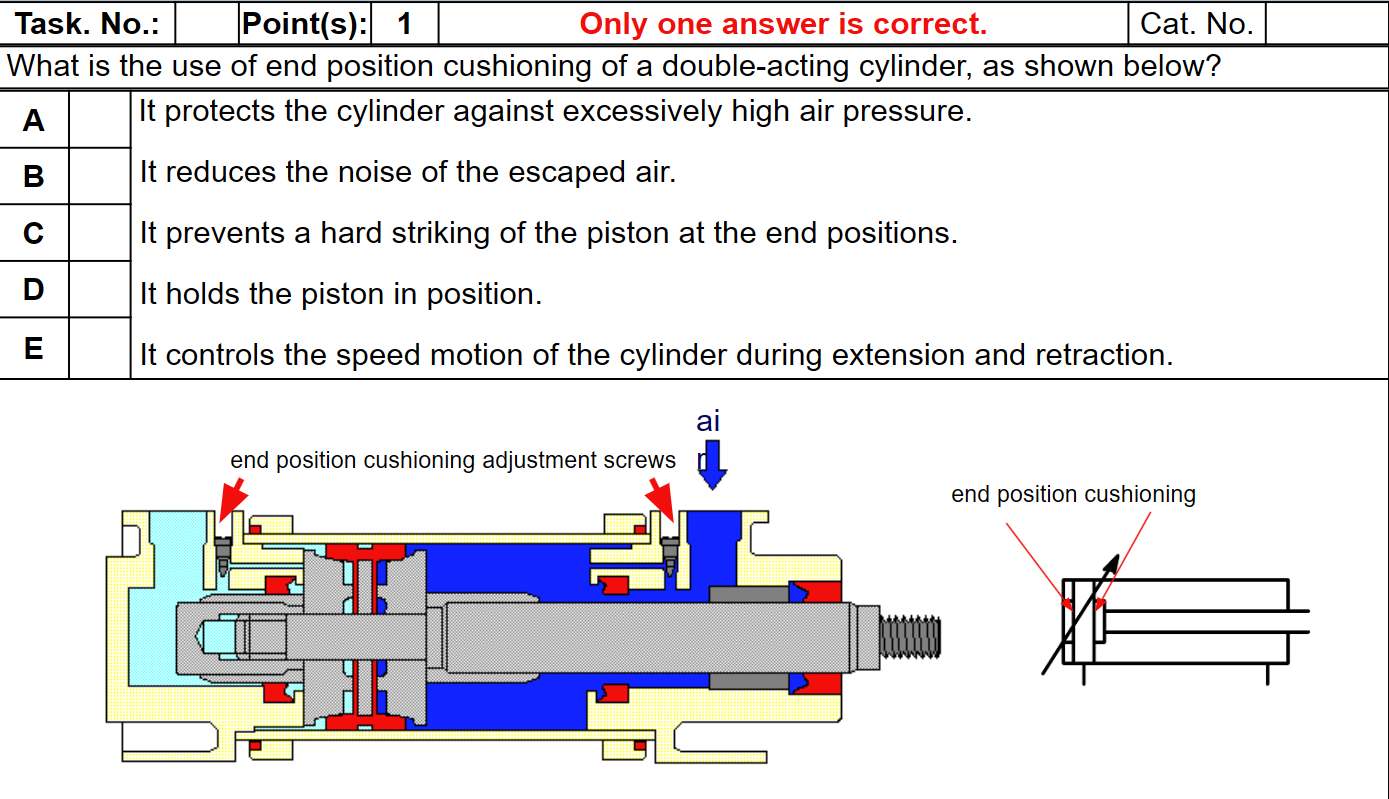 Task. No.: Point(s): 1 Only one answer is correct. Cat. No.
What is the use of end position cushioning of a double-acting cylinder, as shown below?
A It protects the cylinder against excessively high air pressure.
B It reduces the noise of the escaped air.
C It prevents a hard striking of the piston at the end positions.
D It holds the piston in position.
E It controls the speed motion of the cylinder during extension and retraction.
ai
r
end position cushioning adjustment screws
end position cushioning